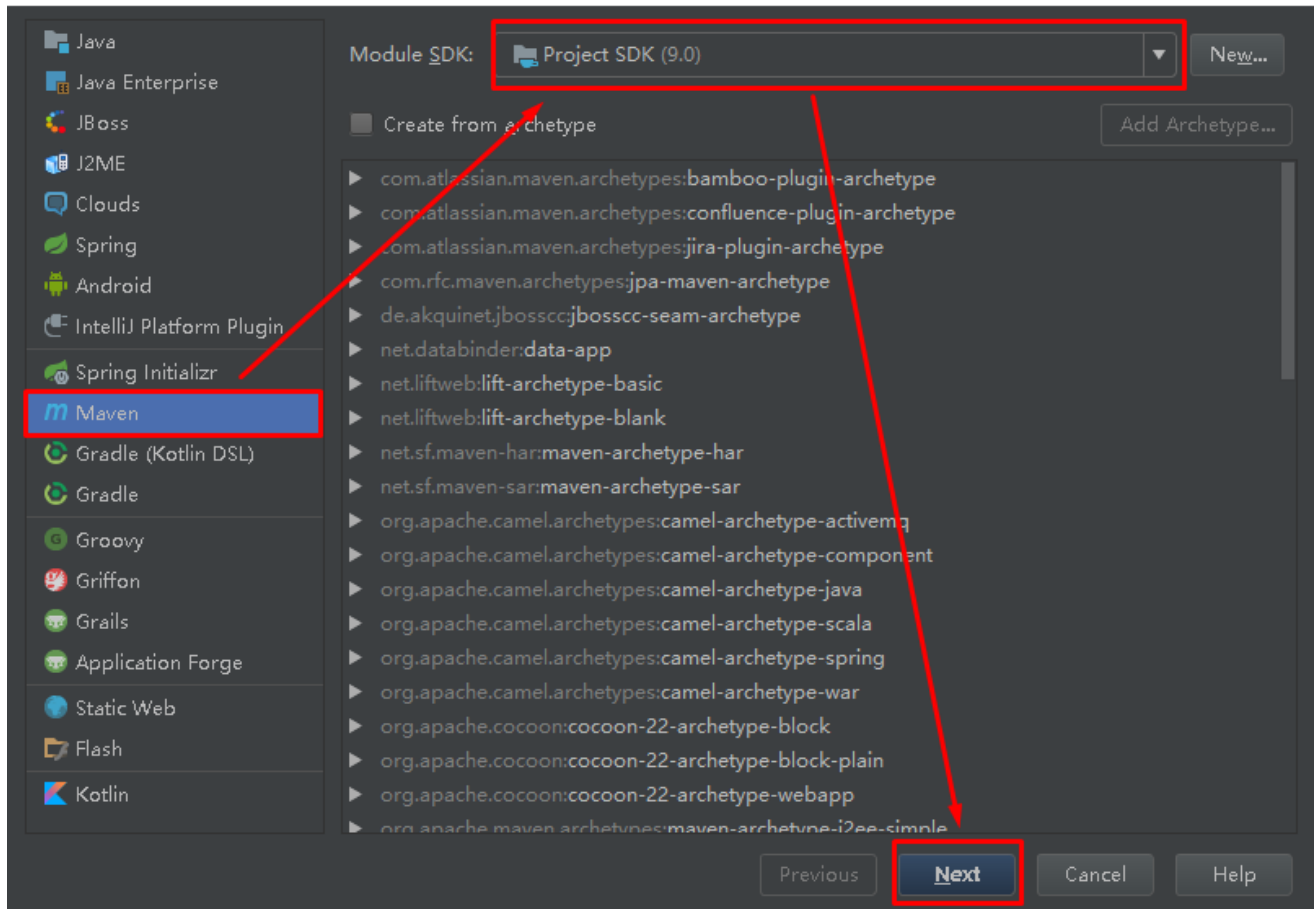 Java
Java Enterprise
JBoss
J2ME
Clouds
Spring
Android
IntelliJ Platform Plugin
Spring Initializr
Maven
Gradle (Kotlin DSL)
Gradle
Groovy
Griffon
Grails
Application Forge
Static Web
Flash
Kotlin
Module SDK: Project SDK (9.0) New...
Create from archetype Add Archetype...
com.atlassian.maven.archetypes:bamboo-plugin-archetype
com.atlassian.maven.archetypes:confluence-plugin-archetype
com.atlassian.maven.archetypes:jira-plugin-archetype
com.rfc.maven.archetypes:jpa-maven-archetype
de.akquinet.jbosscc:jbosscc-seam-archetype
net.databinder:data-app
net.liftweb:lift-archetype-basic
net.liftweb:lift-archetype-blank
net.sf.maven-har:maven-archetype-har
net.sf.maven-sar:maven-archetype-sar
org.apache.camel.archetypes:camel-archetype-activemq
org.apache.camel.archetypes:camel-archetype-component
org.apache.camel.archetypes:camel-archetype-java
org.apache.camel.archetypes:camel-archetype-scala
org.apache.camel.archetypes:camel-archetype-spring
org.apache.camel.archetypes:camel-archetype-war
org.apache.cocoon:cocoon-22-archetype-block
org.apache.cocoon:cocoon-22-archetype-block-plain
org.apache.cocoon:cocoon-22-archetype-webapp
org.apache.maven.archetypes:maven-archetype-j2ee-simple
Previous Next Cancel Help